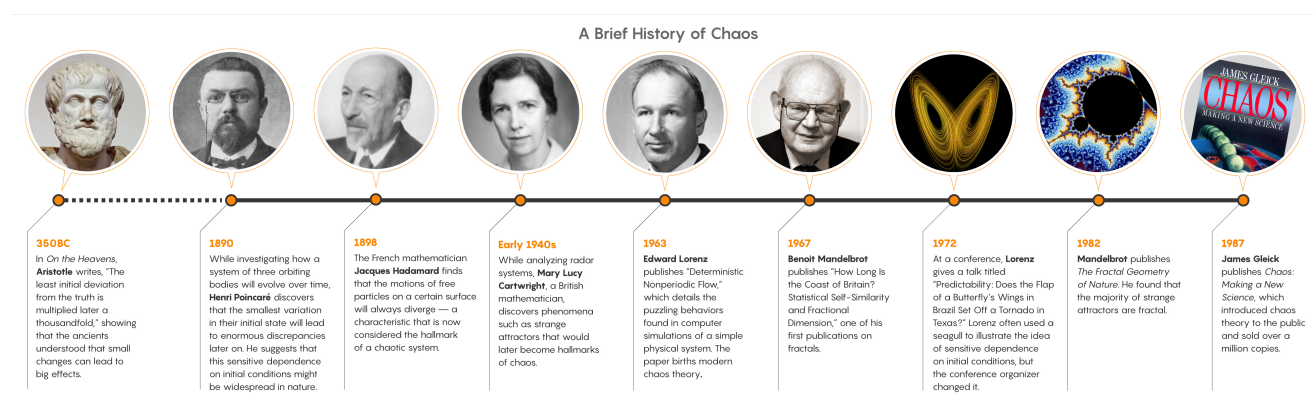 A Brief History of Chaos
JAMES GLEICK
CHAOS
MAKING A NEW SCIENCE
350BC
In On the Heavens,
Aristotle writes, “The
least initial deviation
from the truth is
multiplied later a
thousandfold,” showing
that the ancients
understood that small
changes can lead to
big effects.
1890
While investigating how a
system of three orbiting
bodies will evolve over time,
Henri Poincaré discovers
that the smallest variation
in their initial state will lead
to enormous discrepancies
later on. He suggests that
this sensitive dependence
on initial conditions might
be widespread in nature.
1898
The French mathematician
Jacques Hadamard finds
that the motions of free
particles on a certain surface
will always diverge — a
characteristic that is now
considered the hallmark
of a chaotic system.
Early 1940s
While analyzing radar
systems, Mary Lucy
Cartwright, a British
mathematician,
discovers phenomena
such as strange
attractors that would
later become hallmarks
of chaos.
1963
Edward Lorenz
publishes “Deterministic
Nonperiodic Flow,”
which details the
puzzling behaviors
found in computer
simulations of a simple
physical system. The
paper births modern
chaos theory.
1967
Benoit Mandelbrot
publishes “How Long Is
the Coast of Britain?
Statistical Self-Similarity
and Fractional
Dimension,” one of his
first publications on
fractals.
1972
At a conference, Lorenz
gives a talk titled
“Predictability: Does the Flap
of a Butterfly’s Wings in
Brazil Set Off a Tornado in
Texas?” Lorenz often used a
seagull to illustrate the idea
of sensitive dependence
on initial conditions, but
the conference organizer
changed it.
1982
Mandelbrot publishes
The Fractal Geometry
of Nature. He found that
the majority of strange
attractors are fractal.
1987
James Gleick
publishes Chaos:
Making a New
Science, which
introduced chaos
theory to the public
and sold over a
million copies.